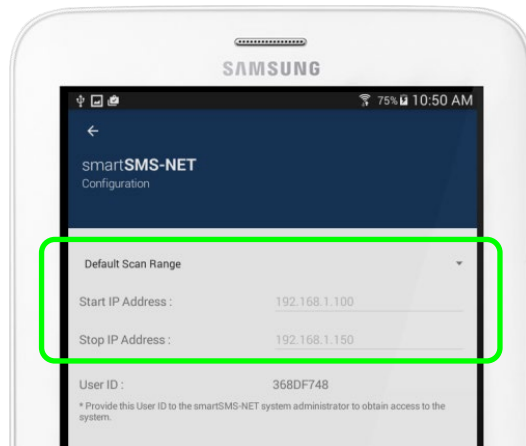 SAMSUNG
75% 10:50 AM
smartSMS-NET
Configuration
Default Scan Range
Start IP Address : 192.168.1.100
Stop IP Address : 192.168.1.150
User ID : 368DF748
* Provide this User ID to the smartSMS-NET system administrator to obtain access to the
system.